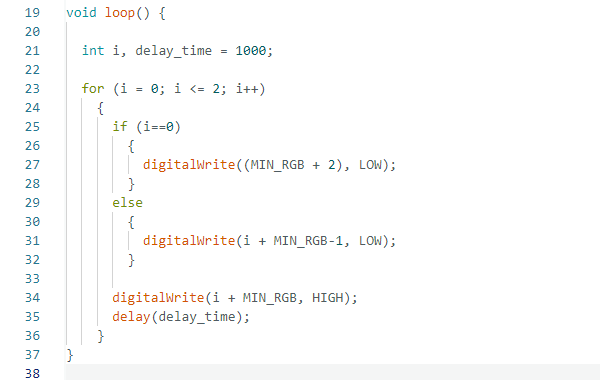 19 void loop() {
20
21 int i, delay_time = 1000;
22
23 for (i = 0; i <= 2; i++)
24 {
25 if (i==0)
26 {
27 digitalWrite((MIN_RGB + 2), LOW);
28 }
29 else
30 {
31 digitalWrite(i + MIN_RGB-1, LOW);
32 }
33
34 digitalWrite(i + MIN_RGB, HIGH);
35 delay(delay_time);
36 }
37 }
38